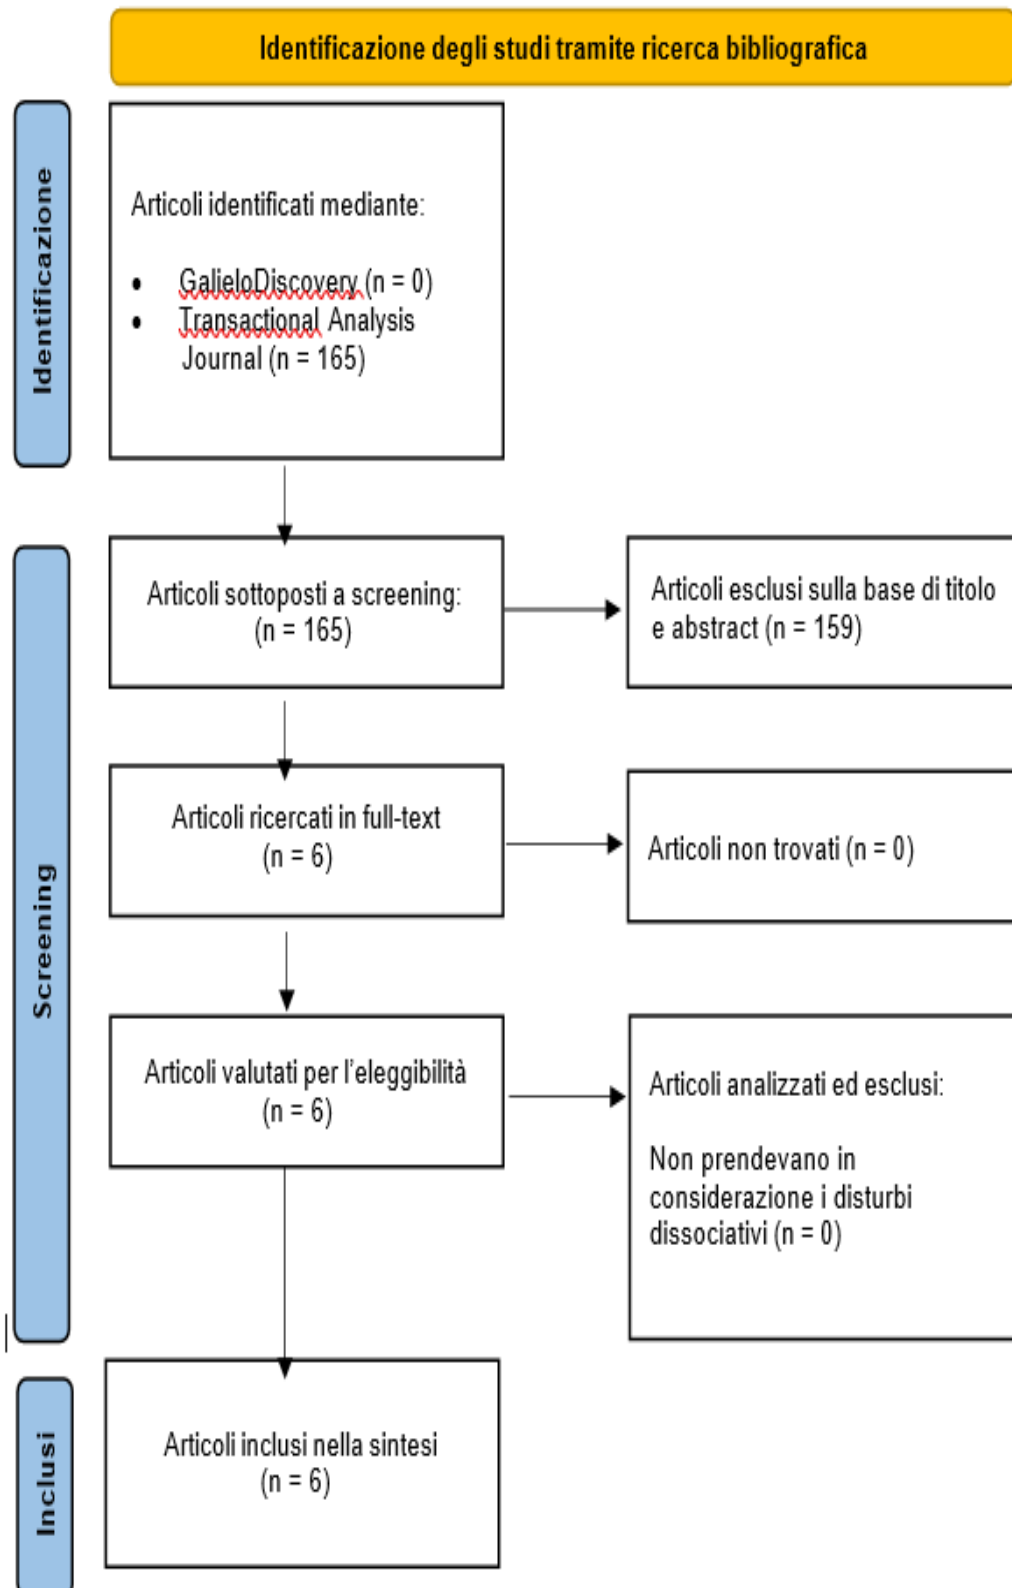 Identificazione degli studi tramite ricerca bibliografica
Identificazione
Articoli identificati mediante:
• GalieloDiscovery (n = 0)
• Transactional Analysis
Journal (n = 165)
Screening
Articoli sottoposti a screening:
(n = 165)
Articoli esclusi sulla base di titolo
e abstract (n = 159)
Articoli ricercati in full-text
(n = 6)
Articoli non trovati (n = 0)
Articoli valutati per l'eleggibilità
(n = 6)
Articoli analizzati ed esclusi:
Non prendevano in
considerazione i disturbi
dissociativi (n = 0)
Inclusi
Articoli inclusi nella sintesi
(n = 6)